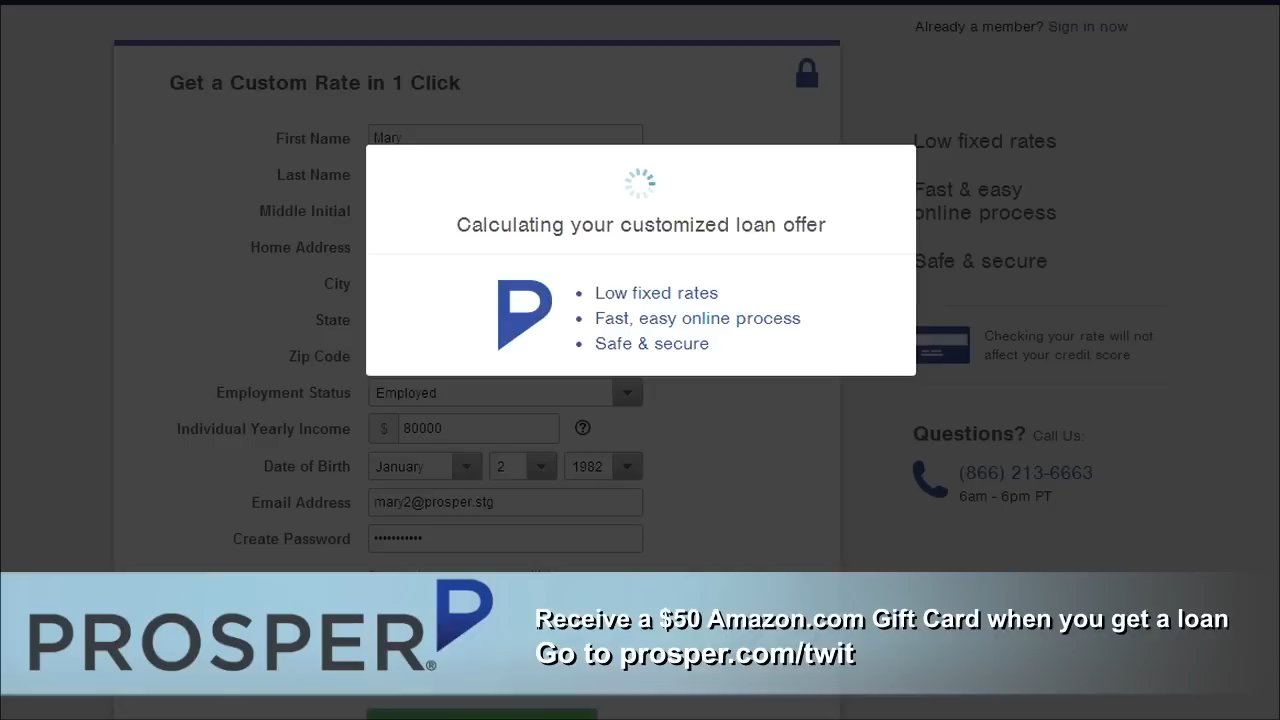 Already a member? Sign in now
Get a Custom Rate in 1 Click
First Name Mary
Last Name
Middle Initial
Home Address
City
State
Zip Code
Employment Status Employed
Individual Yearly Income $ 80000
Date of Birth January 2 1982
Email Address mary2@prosper.stg
Create Password •••••••••••
Calculating your customized loan offer
P
• Low fixed rates
• Fast, easy online process
• Safe & secure
Low fixed rates
Fast & easy
online process
Safe & secure
Checking your rate will not
affect your credit score
Questions? Call Us:
(866) 213-6663
6am - 6pm PT
PROSPER®
Receive a $50 Amazon.com Gift Card when you get a loan
Go to prosper.com/twit